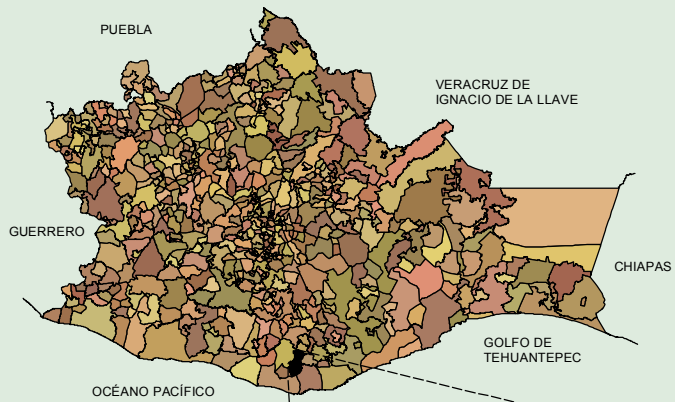 PUEBLA
VERACRUZ DE
IGNACIO DE LA LLAVE
GUERRERO
CHIAPAS
GOLFO DE
TEHUANTEPEC
OCÉANO PACÍFICO